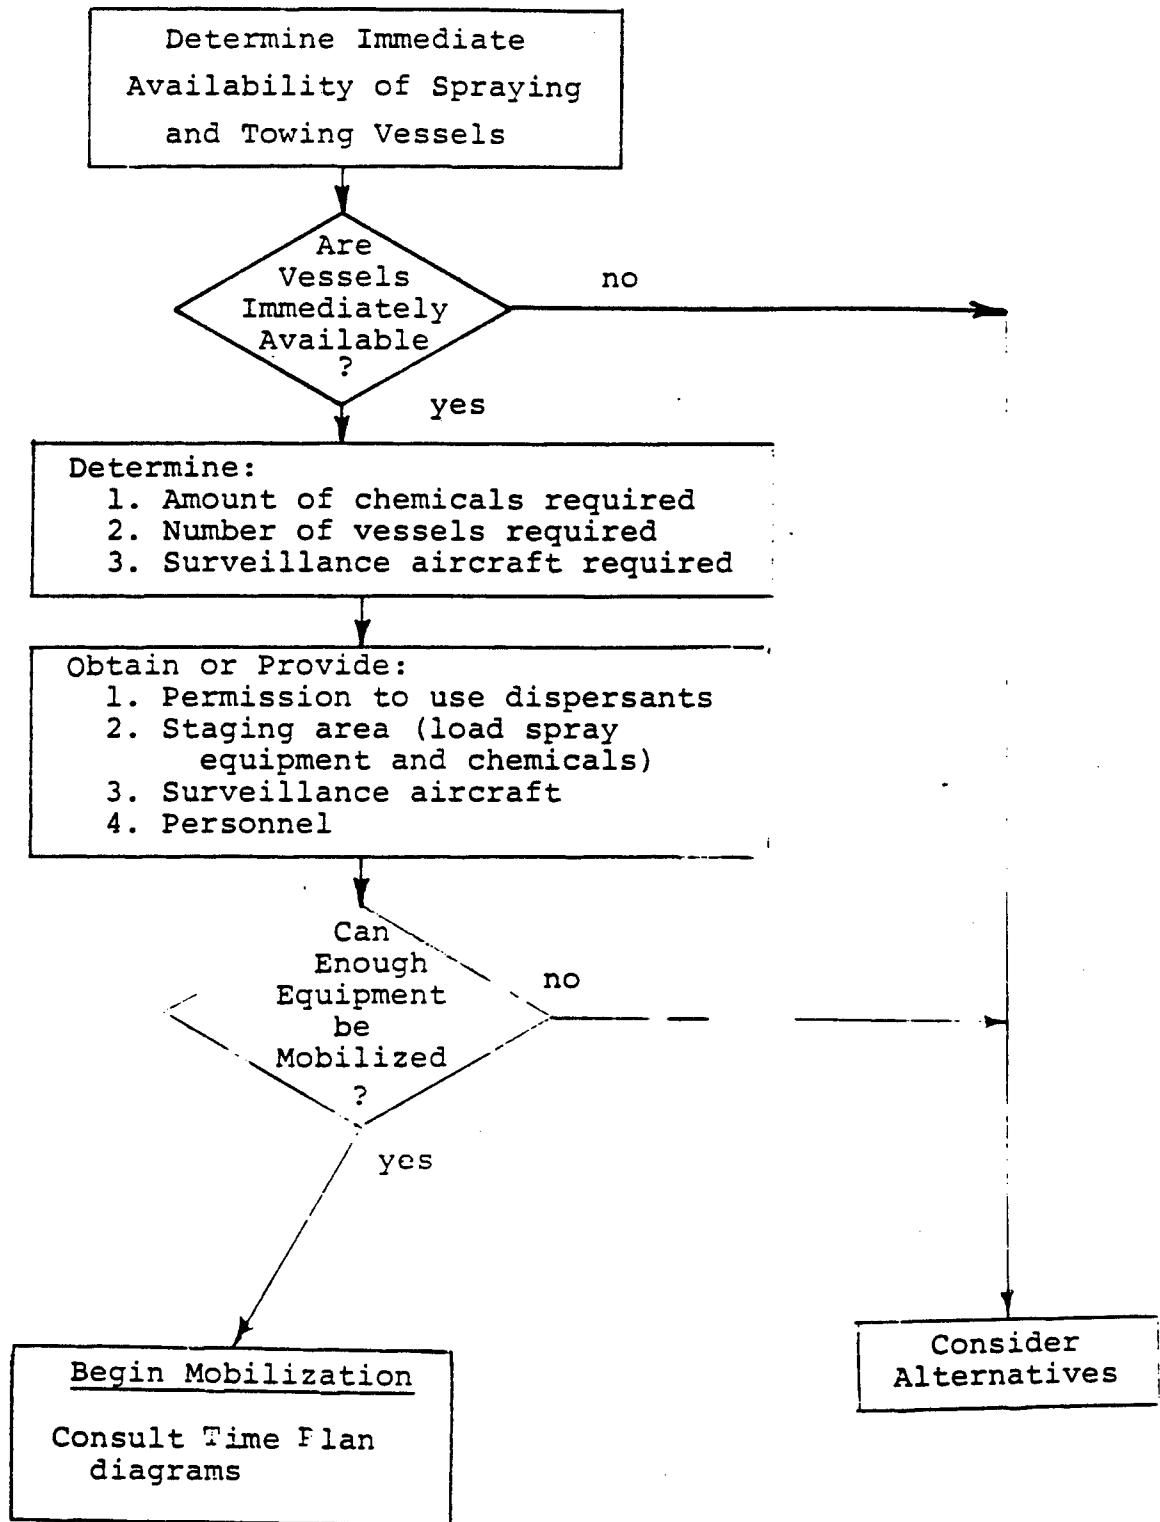 Determine Immediate
Availability of Spraying
and Towing Vessels
Are
Vessels
Immediately
Available
?
no
yes
Determine:
1. Amount of chemicals required
2. Number of vessels required
3. Surveillance aircraft required
Obtain or Provide:
1. Permission to use dispersants
2. Staging area (load spray
equipment and chemicals)
3. Surveillance aircraft
4. Personnel
Can
Enough
Equipment
be
Mobilized
?
no
yes
Begin Mobilization
Consult Time Plan
diagrams
Consider
Alternatives